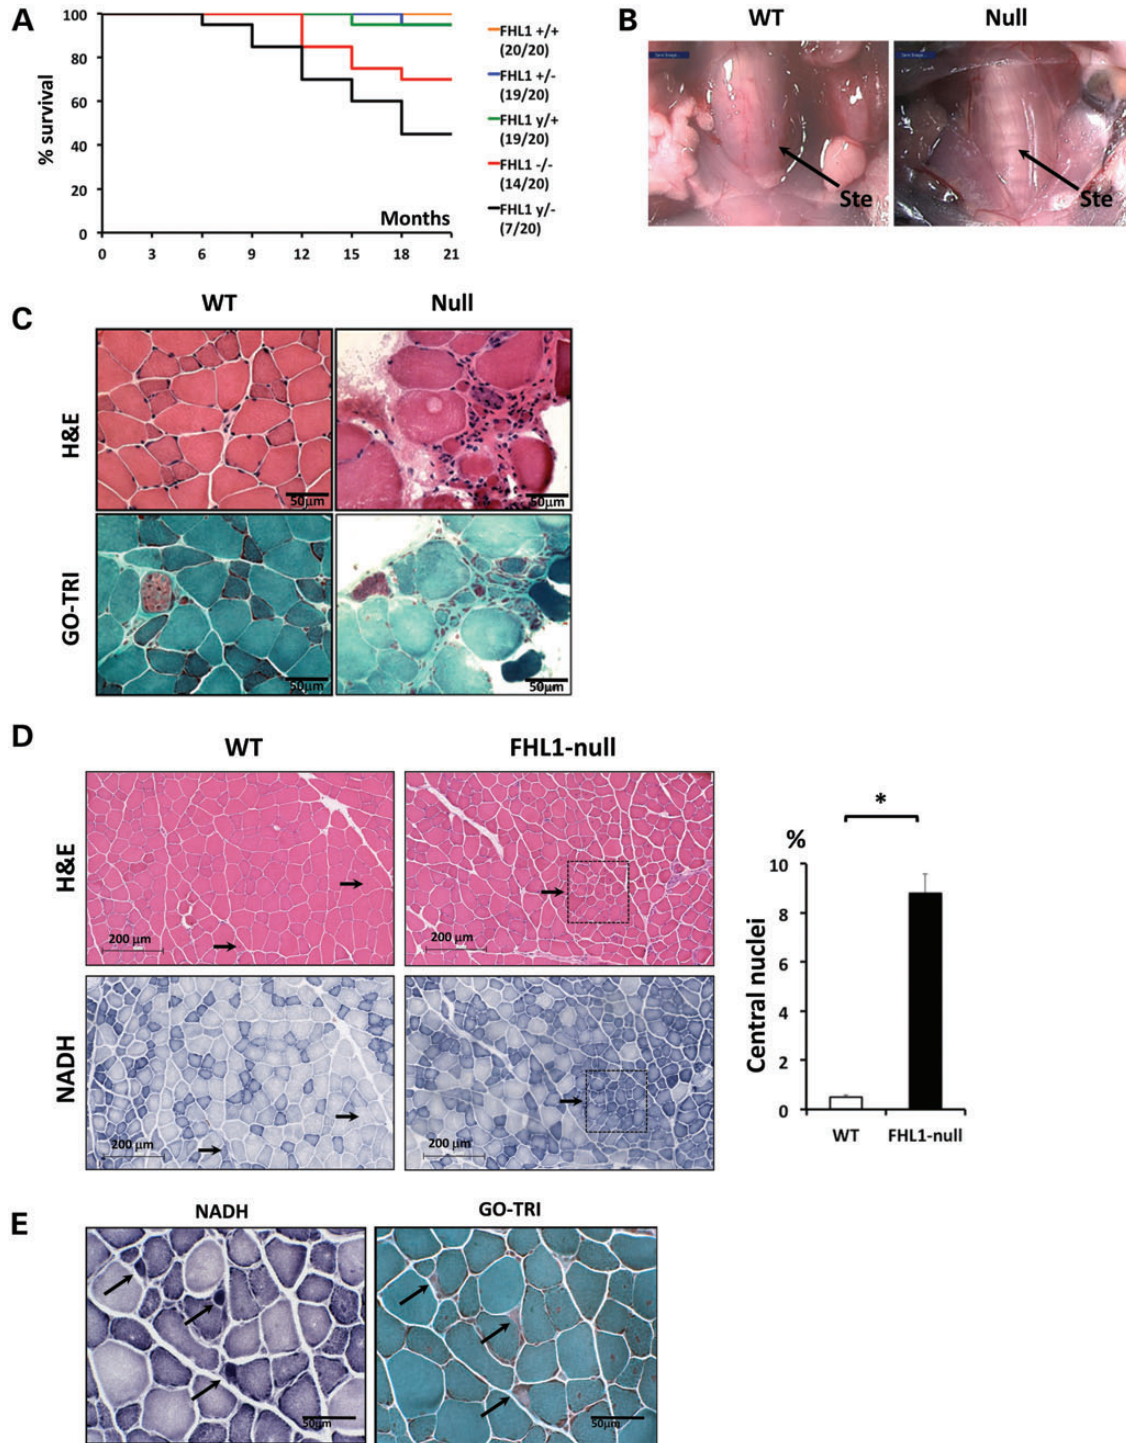 A
100
80
60
40
20
0
% survival
Months
0 3 6 9 12 15 18 21
FHL1 +/+
(20/20)
FHL1 +/-
(19/20)
FHL1 y/+
(19/20)
FHL1 -/-
(14/20)
FHL1 y/-
(7/20)
B
WT Null
Ste Ste
C
WT Null
H&E
50µm 50µm
GO-TRI
50µm 50µm
D
WT FHL1-null
H&E
200 µm 200 µm
NADH
200 µm 200 µm
*
%
10
8
6
4
2
0
Central nuclei
WT FHL1-null
E
NADH GO-TRI
50µm 50µm